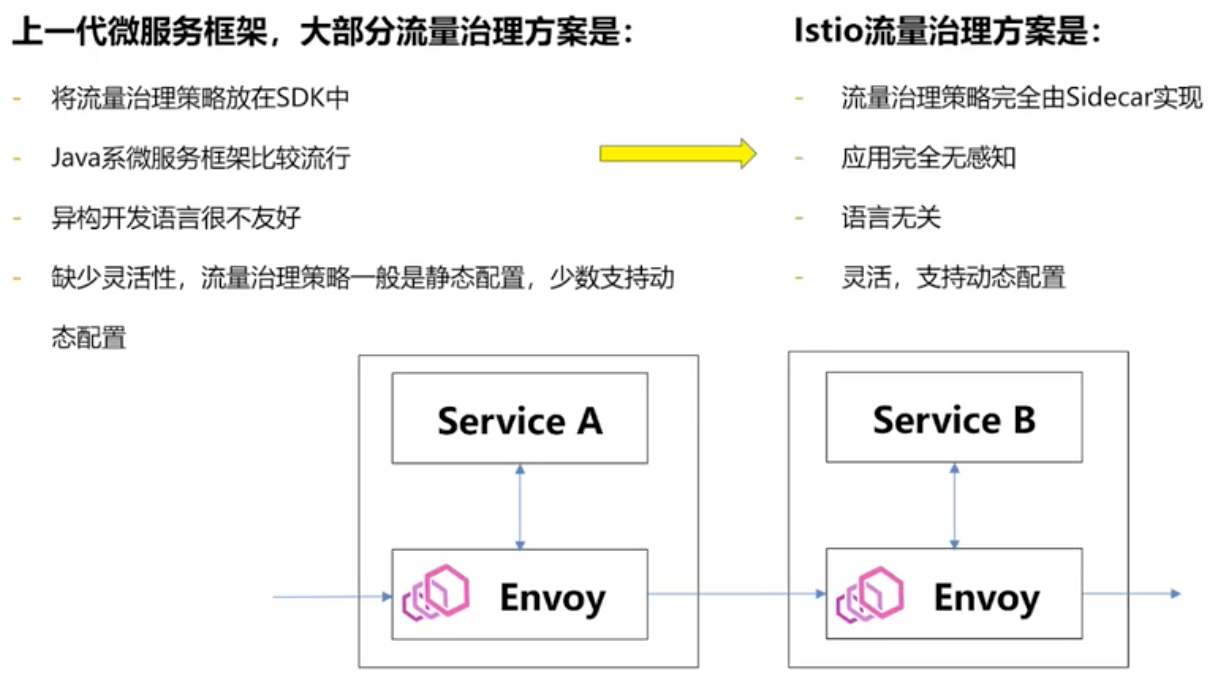 上一代微服务框架，大部分流量治理方案是：
- 将流量治理策略放在SDK中
- Java系微服务框架比较流行
- 异构开发语言很不友好
- 缺少灵活性，流量治理策略一般是静态配置，少数支持动
态配置
Istio流量治理方案是：
- 流量治理策略完全由Sidecar实现
- 应用完全无感知
- 语言无关
- 灵活，支持动态配置
Service A
Envoy
Service B
Envoy